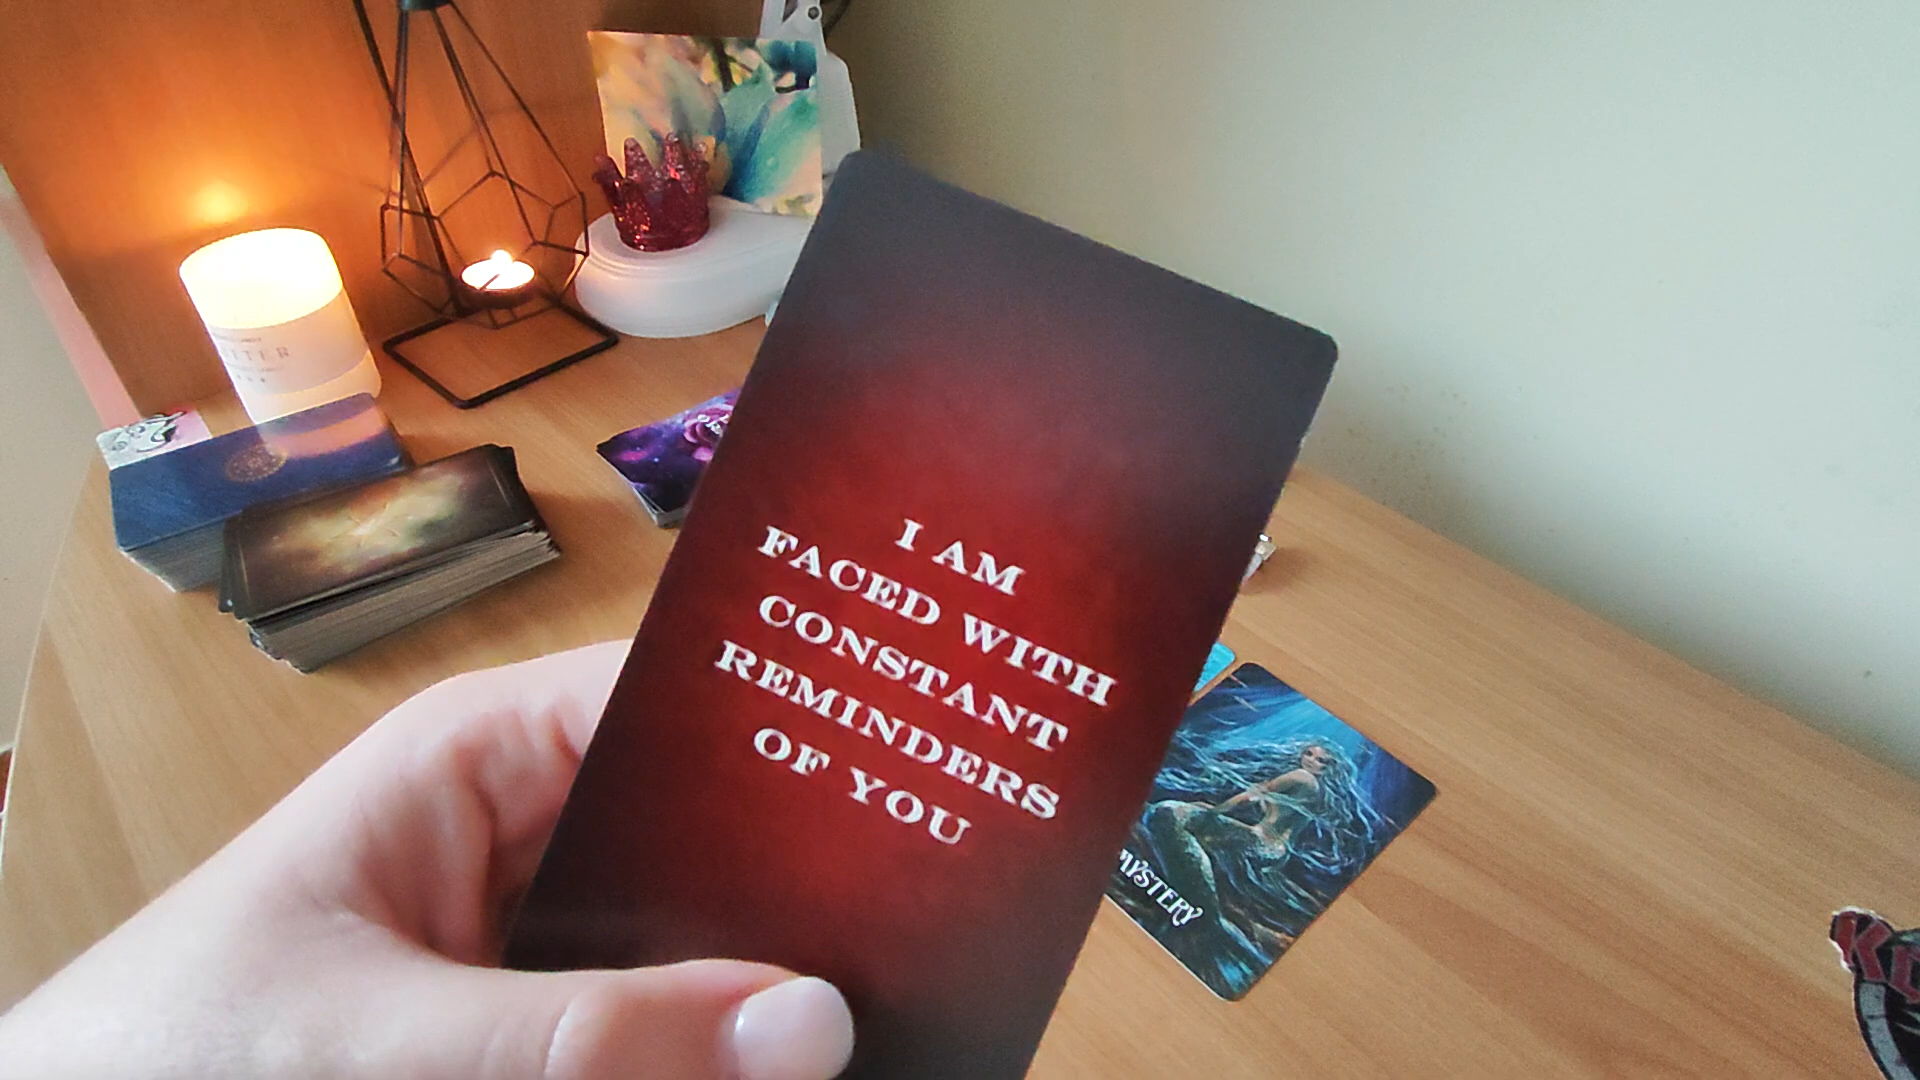 I AM
FACED WITH
CONSTANT
REMINDERS
OF YOU
MYSTERY